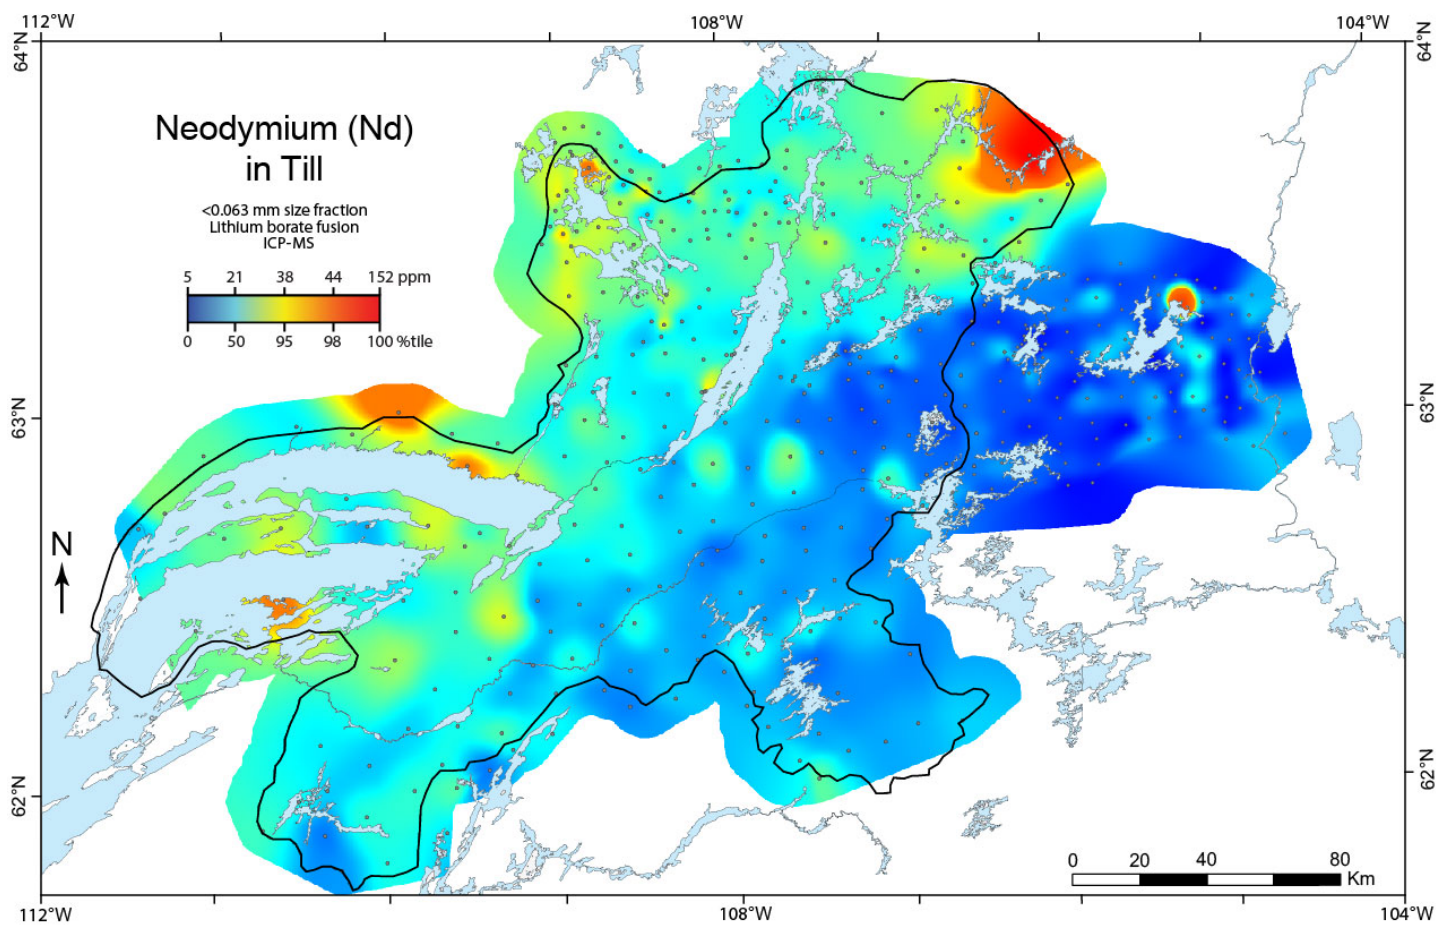 112°W 108°W 104°W
64°N 64°N
Neodymium (Nd)
in Till
<0.063 mm size fraction
Lithium borate fusion
ICP-MS
5 21 38 44 152 ppm
0 50 95 98 100 %tile
63°N 63°N
N
62°N 62°N
0 20 40 80
Km
112°W 108°W 104°W